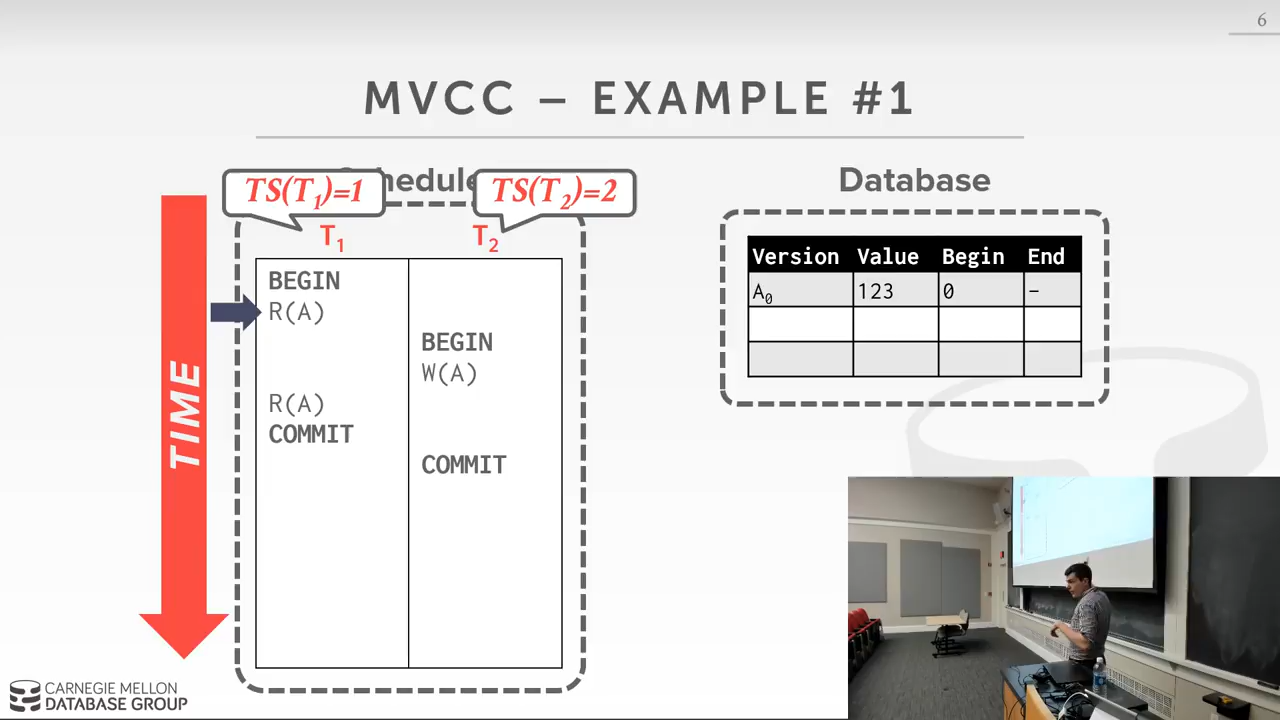 6
MVCC – EXAMPLE #1
Schedule
TS(T1)=1
TS(T2)=2
T1
T2
BEGIN
R(A)
BEGIN
W(A)
R(A)
COMMIT
COMMIT
TIME
Database
Version Value Begin End
A0 123 0 –
CARNEGIE MELLON
DATABASE GROUP